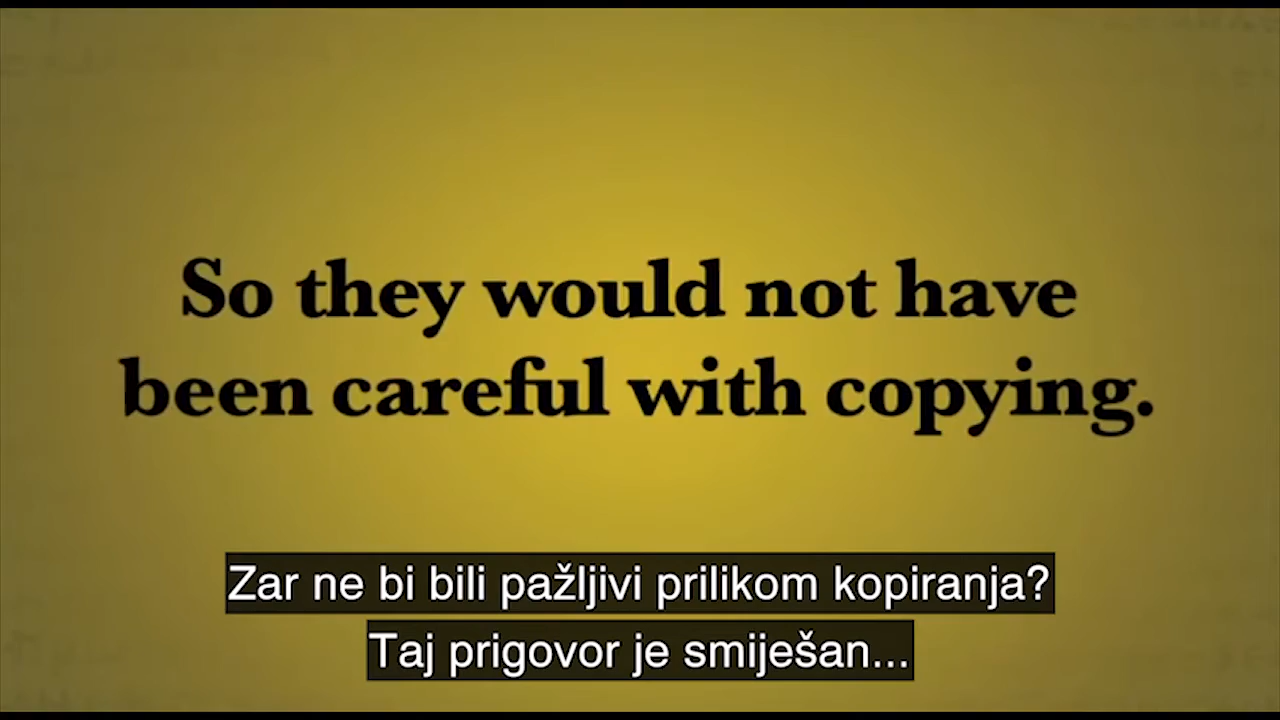 So they would not have
been careful with copying.
Zar ne bi bili pažljivi prilikom kopiranja?
Taj prigovor je smiješan...